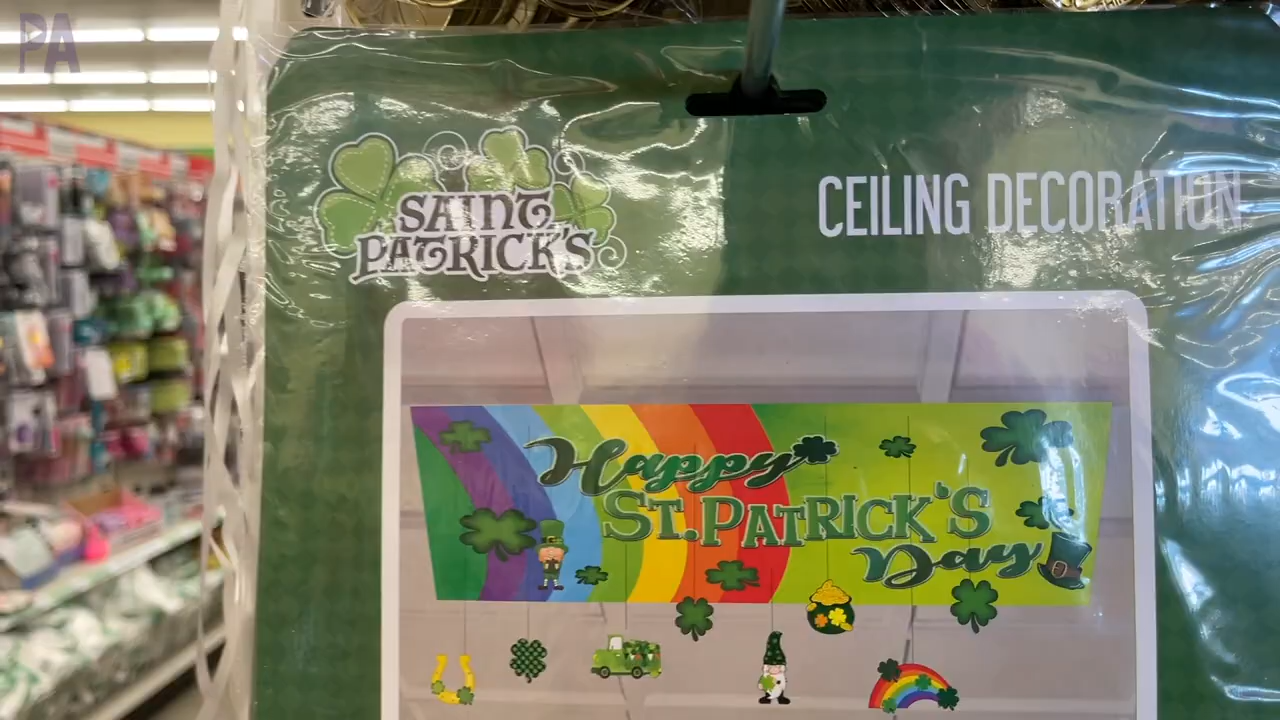 PA
SAINT
PATRICK'S
CEILING DECORATION
Happy
ST. PATRICK'S
Day